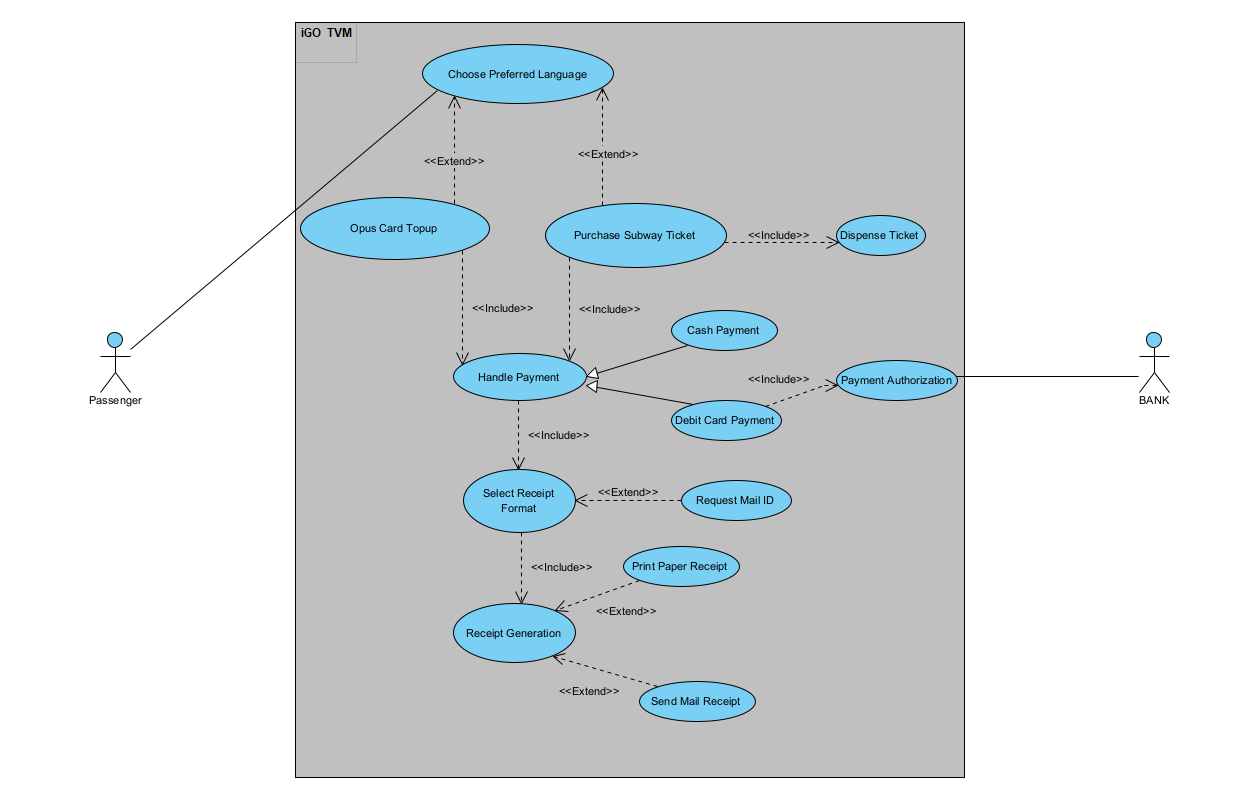 iGO TVM
Choose Preferred Language
<<Extend>>
<<Extend>>
Opus Card Topup
Purchase Subway Ticket
<<Include>>
Dispense Ticket
<<Include>>
<<Include>>
Cash Payment
Handle Payment
<<Include>>
Payment Authorization
Passenger
BANK
Debit Card Payment
<<Include>>
Select Receipt
Format
<<Extend>>
Request Mail ID
<<Include>>
Print Paper Receipt
<<Extend>>
Receipt Generation
<<Extend>>
Send Mail Receipt